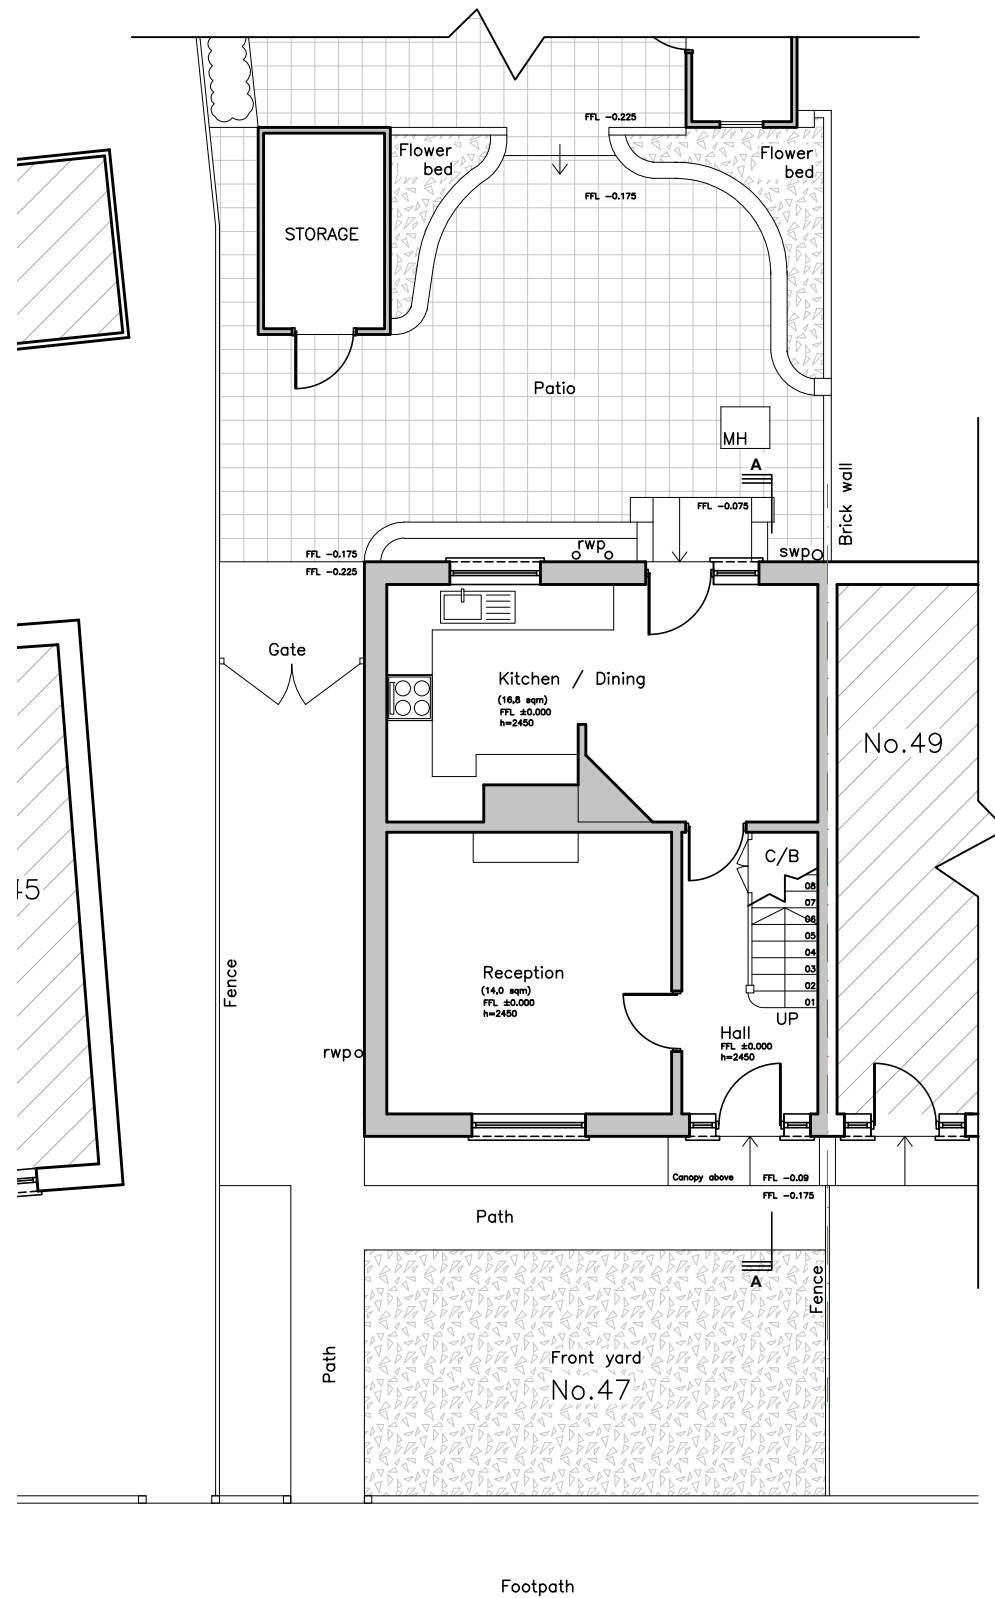 FFL -0.225
Flower
bed
Flower
bed
FFL -0.175
STORAGE
Patio
MH
A
Brick wall
FFL -0.075
rwp
swp
FFL -0.175
FFL -0.225
Gate
Kitchen / Dining
(16,8 sqm)
FFL ±0.000
h=2450
No.49
C/B
08
07
06
05
04
03
02
01
UP
45
Fence
Reception
(14,0 sqm)
FFL ±0.000
h=2450
Hall
FFL ±0.000
h=2450
rwp
Canopy above
FFL -0.09
FFL -0.175
Path
A
Fence
Path
Front yard
No.47
Footpath